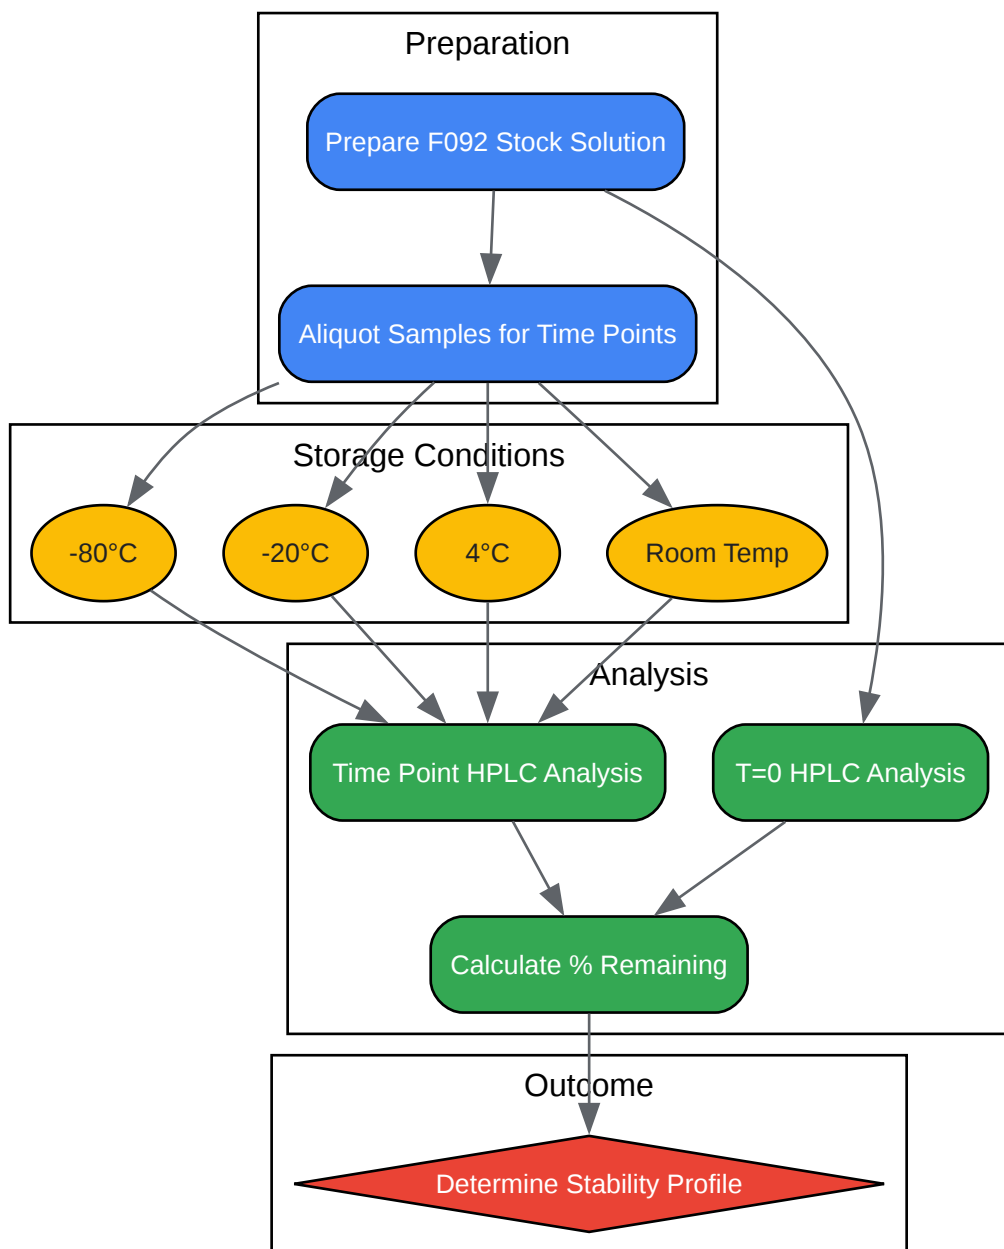 Preparation
Prepare F092 Stock Solution
Aliquot Samples for Time Points
Storage Conditions
-80°C
-20°C
4°C
Room Temp
Analysis
Time Point HPLC Analysis
T=0 HPLC Analysis
Calculate % Remaining
Outcome
Determine Stability Profile